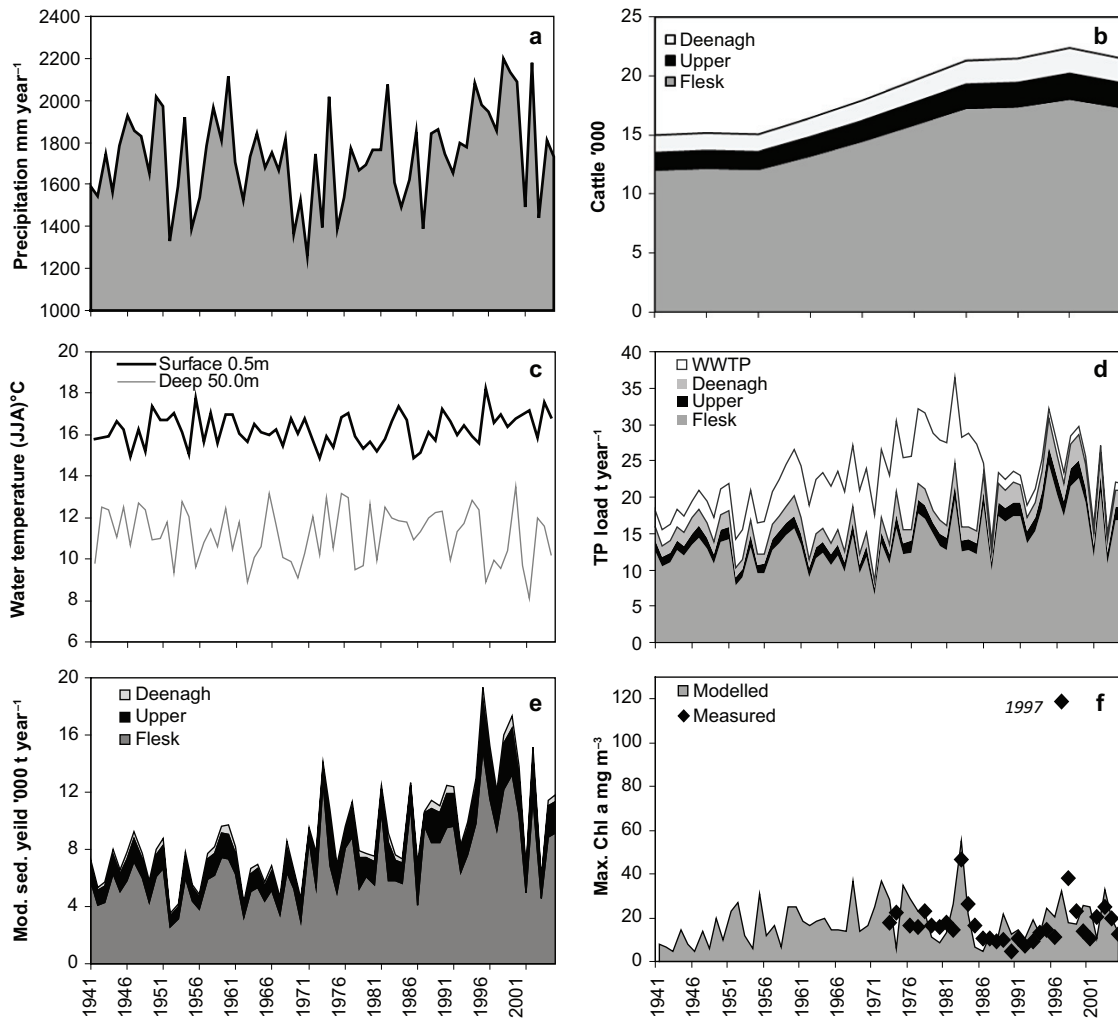 a
Precipitation mm year⁻¹
2400
2200
2000
1800
1600
1400
1200
1000
b
Cattle '000
25
20
15
10
5
0
Deenagh
Upper
Flesk
c
Water temperature (JJA)°C
20
18
16
14
12
10
8
6
Surface 0.5m
Deep 50.0m
d
TP load t year⁻¹
40
35
30
25
20
15
10
5
0
WWTP
Deenagh
Upper
Flesk
e
Mod. sed. yeild '000 t year⁻¹
20
16
12
8
4
0
Deenagh
Upper
Flesk
1941
1946
1951
1956
1961
1966
1971
1976
1981
1986
1991
1996
2001
f
Max. Chl a mg m⁻³
120
100
80
60
40
20
0
Modelled
Measured
1997
1941
1946
1951
1956
1961
1966
1971
1976
1981
1986
1991
1996
2001